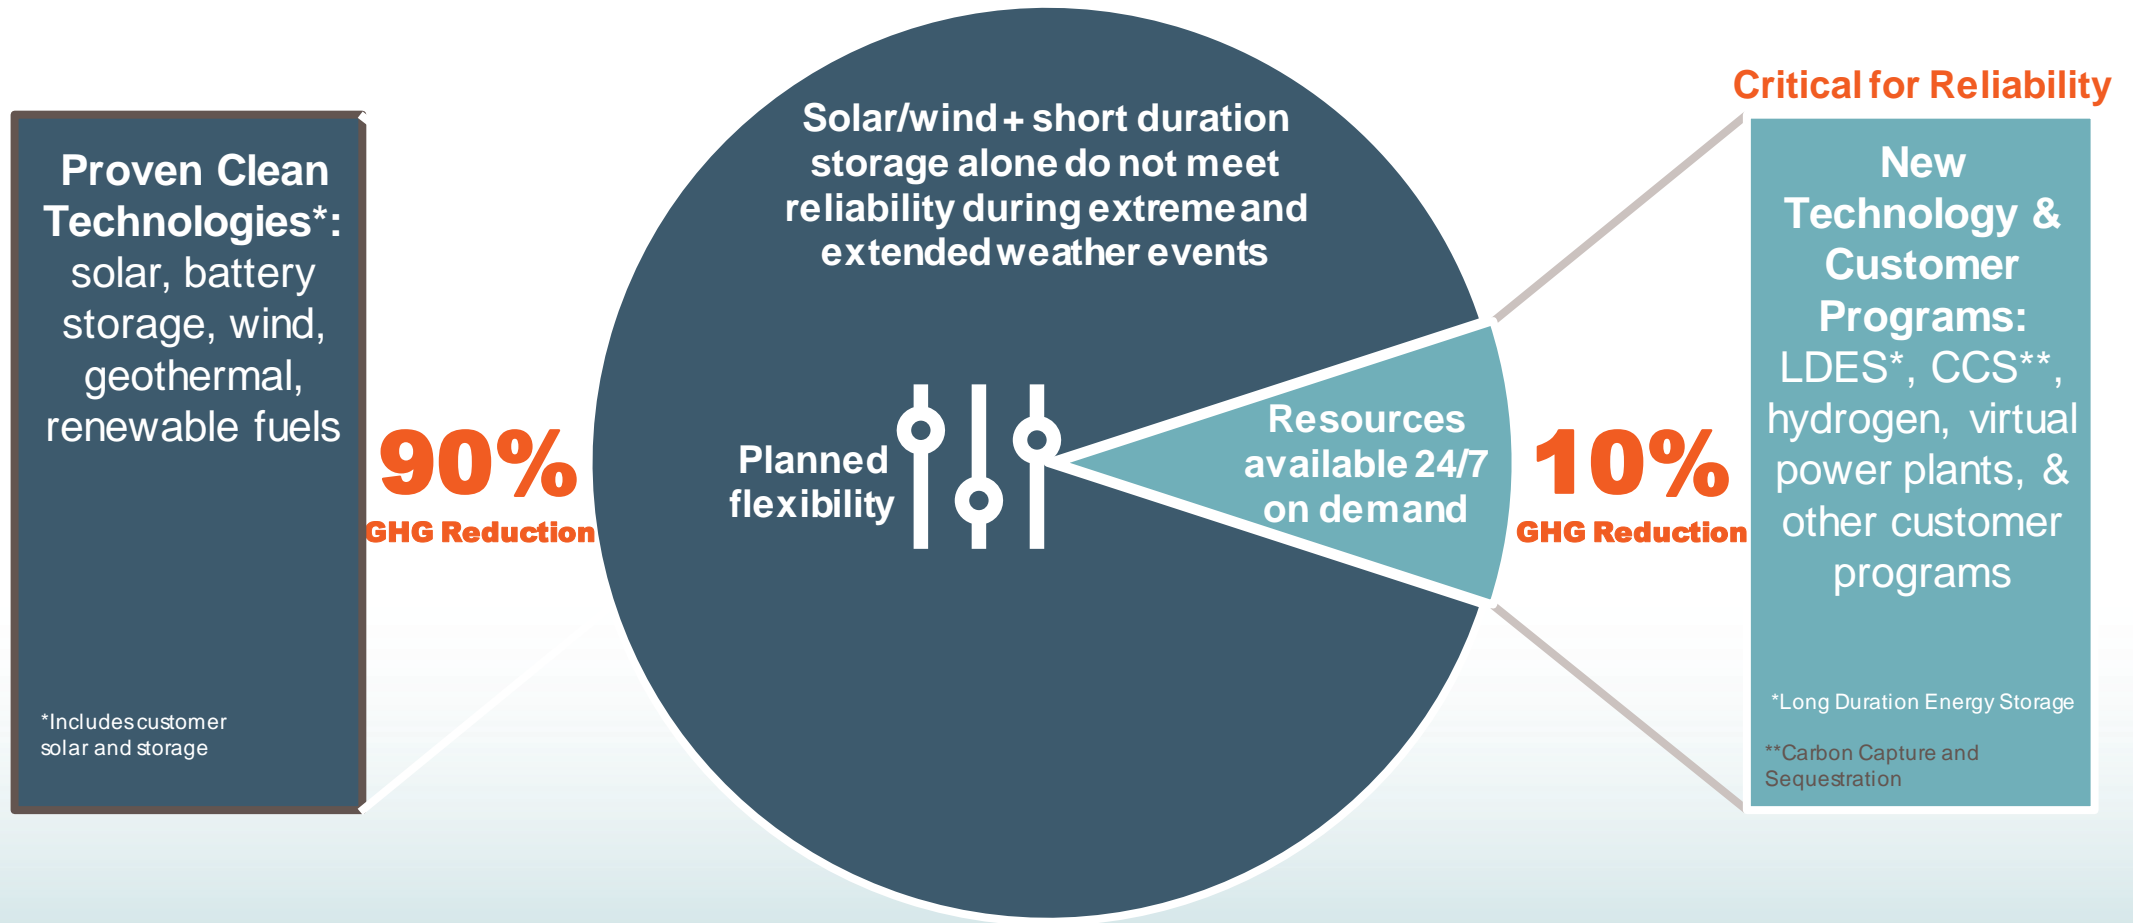 Proven Clean
Technologies*:
solar, battery
storage, wind,
geothermal,
renewable fuels
*Includes customer
solar and storage
90%
GHG Reduction
Solar/wind + short duration
storage alone do not meet
reliability during extreme and
extended weather events
Planned
flexibility
Resources
available 24/7
on demand
10%
GHG Reduction
Critical for Reliability
New
Technology &
Customer
Programs:
LDES*, CCS**,
hydrogen, virtual
power plants, &
other customer
programs
*Long Duration Energy Storage
**Carbon Capture and
Sequestration